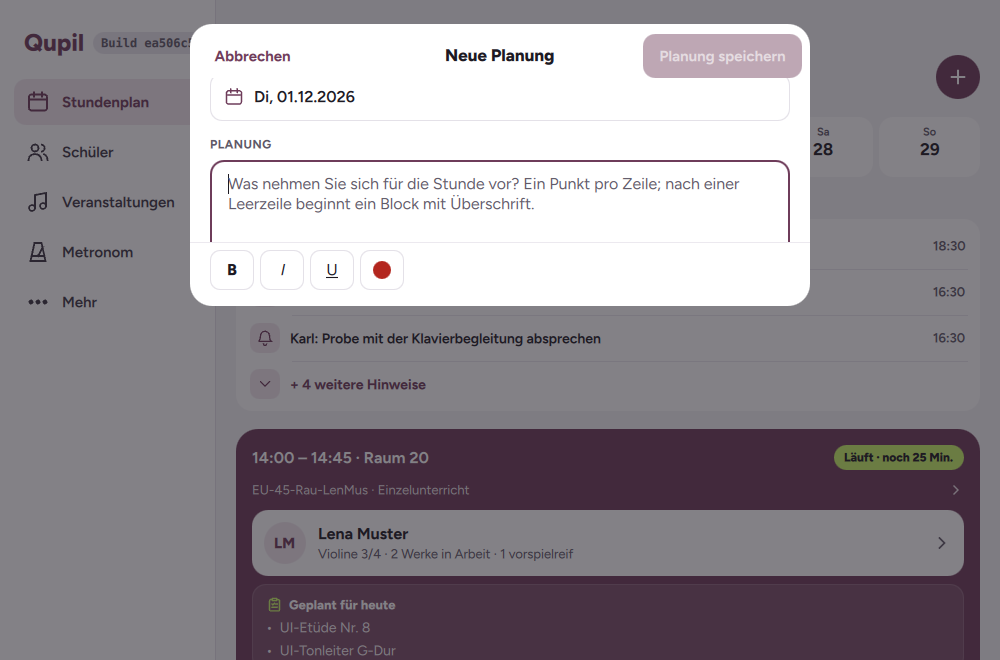 Qupil
Build ea506c
Stundenplan
Schüler
Veranstaltungen
Metronom
Mehr
Abbrechen
Neue Planung
Planung speichern
Di, 01.12.2026
PLANUNG
Was nehmen Sie sich für die Stunde vor? Ein Punkt pro Zeile; nach einer
Leerzeile beginnt ein Block mit Überschrift.
B
I
U
Sa
28
So
29
18:30
16:30
Karl: Probe mit der Klavierbegleitung absprechen
16:30
+ 4 weitere Hinweise
14:00 – 14:45 · Raum 20
Läuft · noch 25 Min.
EU-45-Rau-LenMus · Einzelunterricht
LM
Lena Muster
Violine 3/4 · 2 Werke in Arbeit · 1 vorspielreif
Geplant für heute
• UI-Etüde Nr. 8
• UI-Tonleiter G-Dur